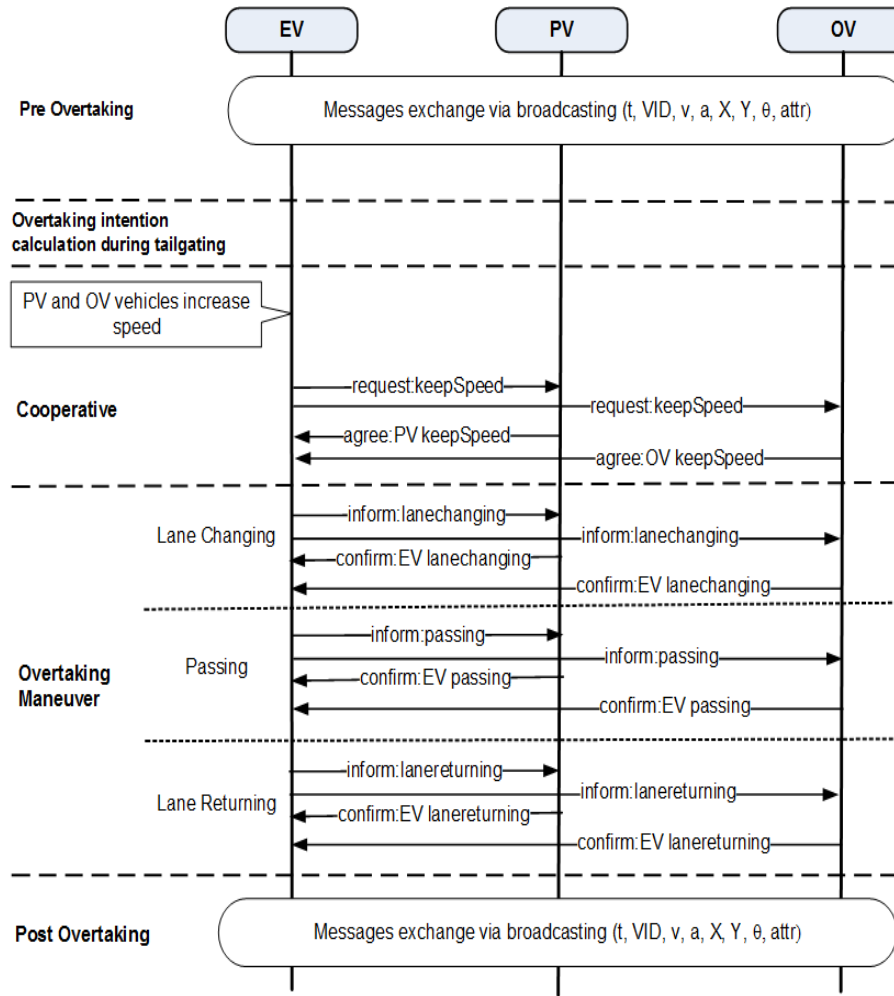 EV
PV
OV
Pre Overtaking
Messages exchange via broadcasting (t, VID, v, a, X, Y, θ, attr)
Overtaking intention
calculation during tailgating
PV and OV vehicles increase
speed
Cooperative
request:keepSpeed
request:keepSpeed
agree:PV keepSpeed
agree:OV keepSpeed
Overtaking
Maneuver
Lane Changing
inform:lanechanging
inform:lanechanging
confirm:EV lanechanging
confirm:EV lanechanging
Passing
inform:passing
inform:passing
confirm:EV passing
confirm:EV passing
Lane Returning
inform:lanereturning
inform:lanereturning
confirm:EV lanereturning
confirm:EV lanereturning
Post Overtaking
Messages exchange via broadcasting (t, VID, v, a, X, Y, θ, attr)